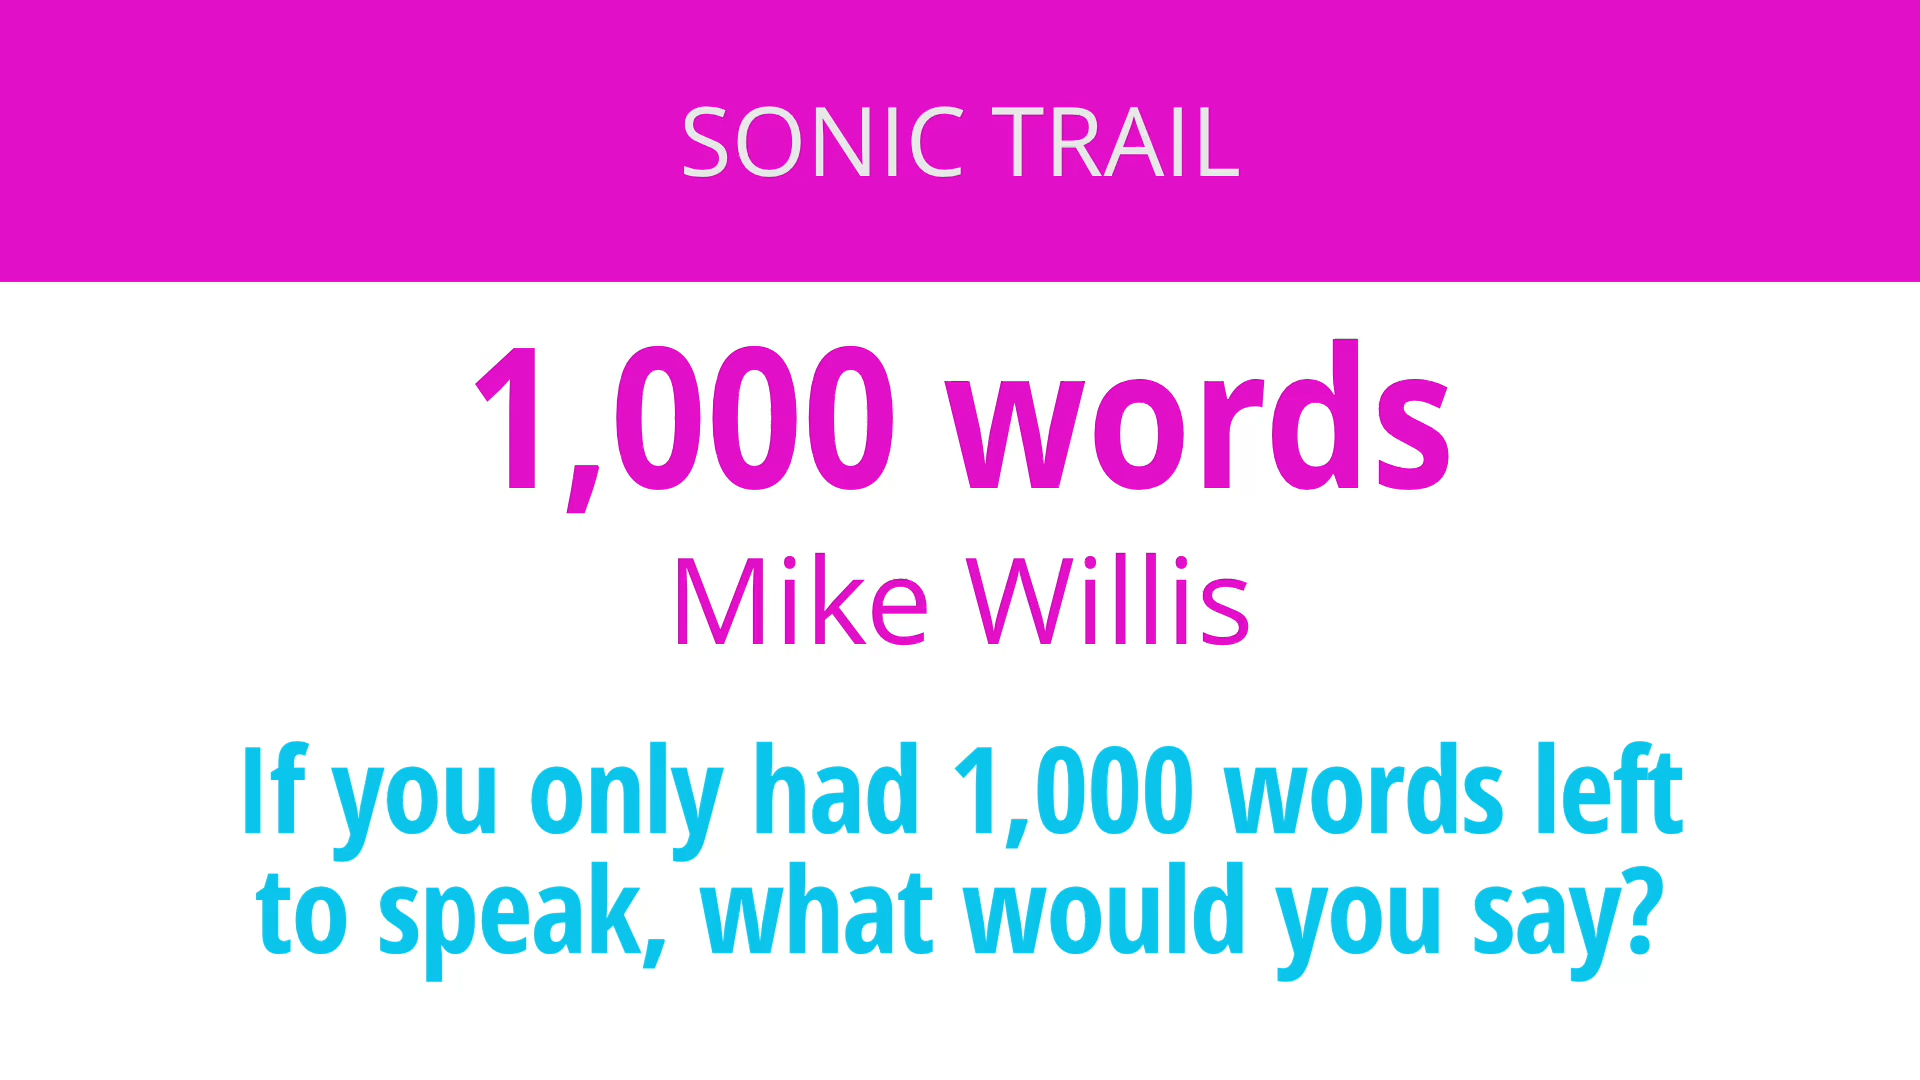 SONIC TRAIL
1,000 words
Mike Willis
If you only had 1,000 words left
to speak, what would you say?